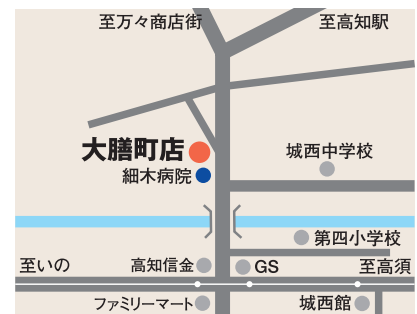 至万々商店街
至高知駅
大膳町店
城西中学校
細木病院
第四小学校
至いの
高知信金
GS
至高須
ファミリーマート
城西館